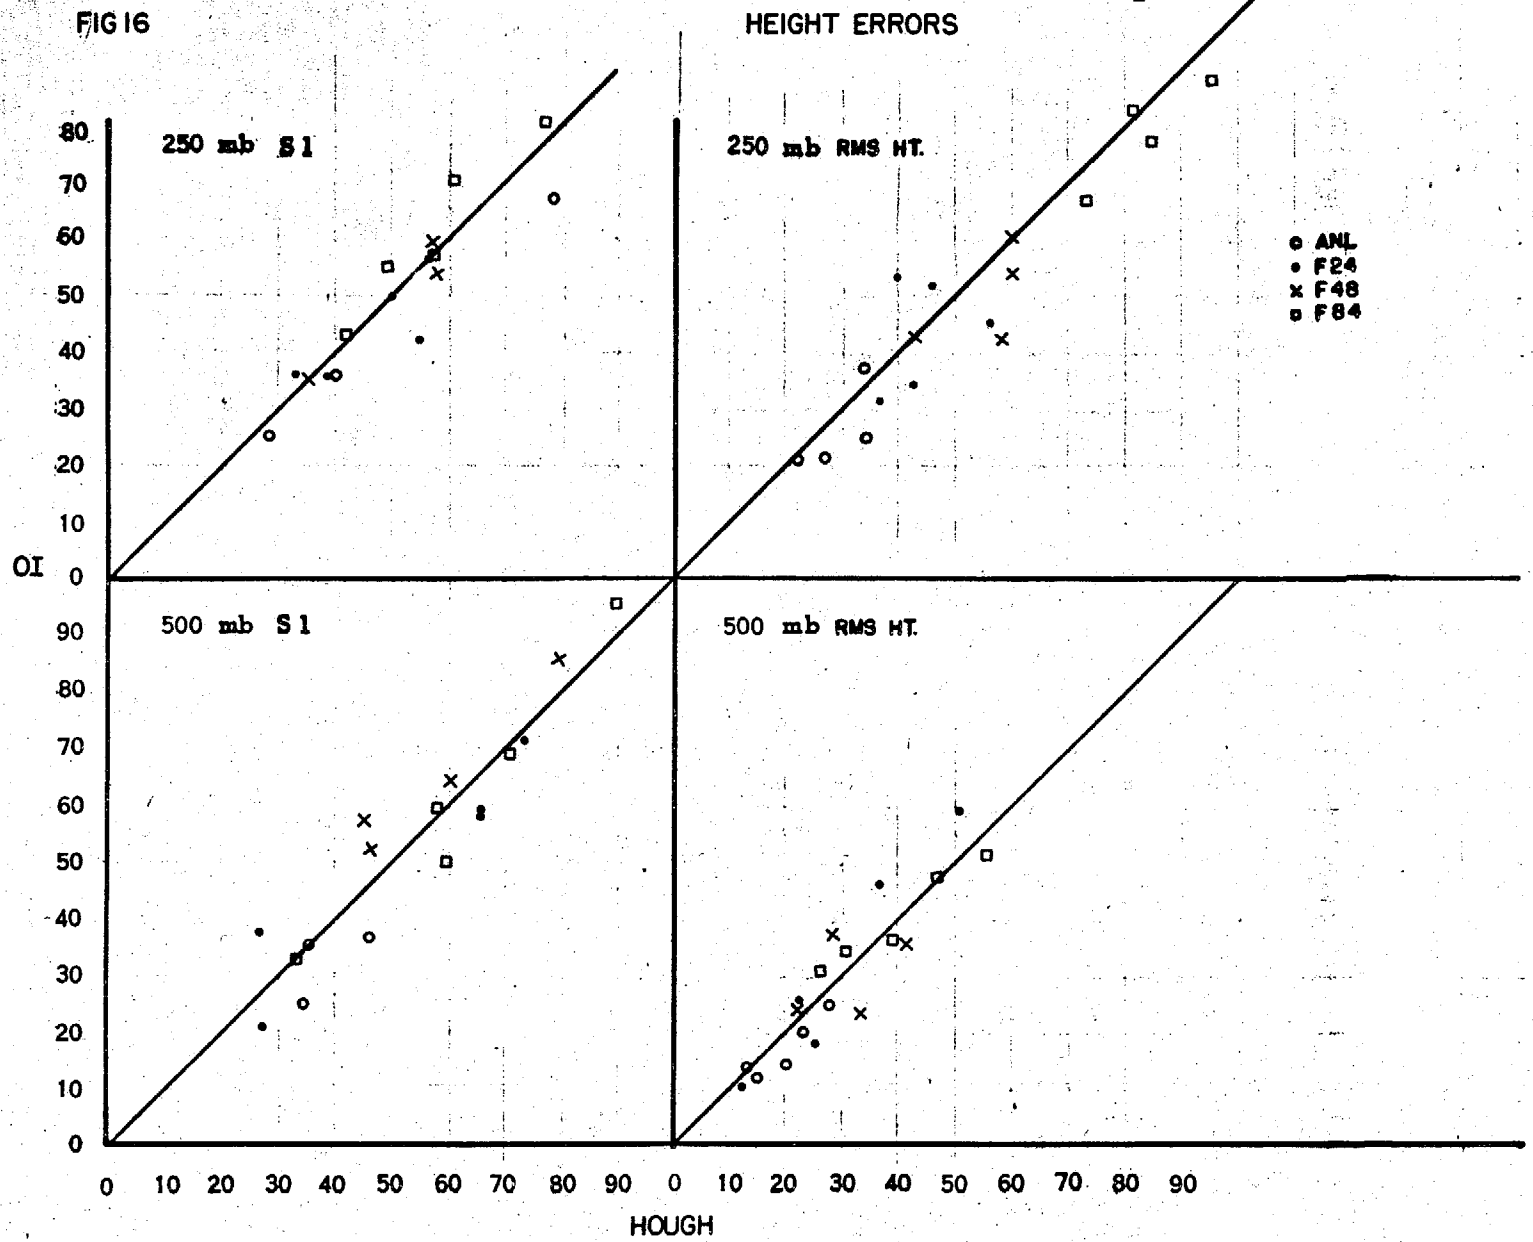 FIG 16
HEIGHT ERRORS
250 mb S1
250 mb RMS HT.
80
70
60
50
40
30
20
10
0
OI
o ANL
• F24
x F48
□ F84
500 mb S1
500 mb RMS HT.
90
80
70
60
50
40
30
20
10
0
0 10 20 30 40 50 60 70 80 90 0 10 20 30 40 50 60 70 80 90
HOUGH